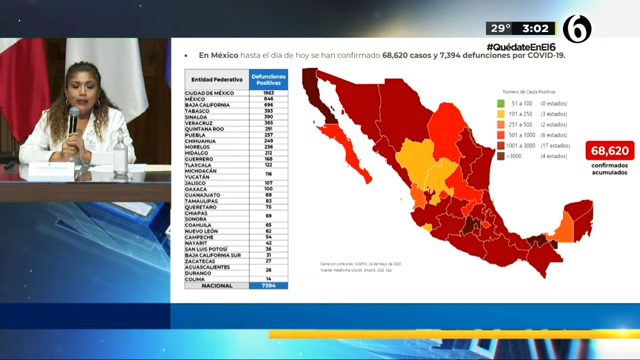 29° 3:02 6
#QuédateEnEl6
• En México hasta el día de hoy se han confirmado 68,620 casos y 7,394 defunciones por COVID-19.
Entidad Federativa Defunciones Positivas
CIUDAD DE MÉXICO 1963
MÉXICO 846
BAJA CALIFORNIA 696
TABASCO 393
SINALOA 390
VERACRUZ 365
QUINTANA ROO 291
PUEBLA 257
CHIHUAHUA 249
MORELOS 236
HIDALGO 212
GUERRERO 168
TLAXCALA 122
MICHOACÁN
116
YUCATÁN
JALISCO 107
OAXACA 100
GUANAJUATO 88
TAMAULIPAS 83
QUERETARO 75
CHIAPAS
69
SONORA
COAHUILA 65
NUEVO LEÓN 62
CAMPECHE 54
NAYARIT 42
SAN LUIS POTOSÍ 36
BAJA CALIFORNIA SUR 31
ZACATECAS 27
AGUASCALIENTES
26
DURANGO
COLIMA 14
NACIONAL 7394
Número de Casos Positivos
51 a 100 (0 estados)
101 a 250 (3 estados)
251 a 500 (2 estados)
501 a 1000 (6 estados)
1001 a 3000 (17 estados)
>3000 (4 estados)
68,620
confirmados
acumulados